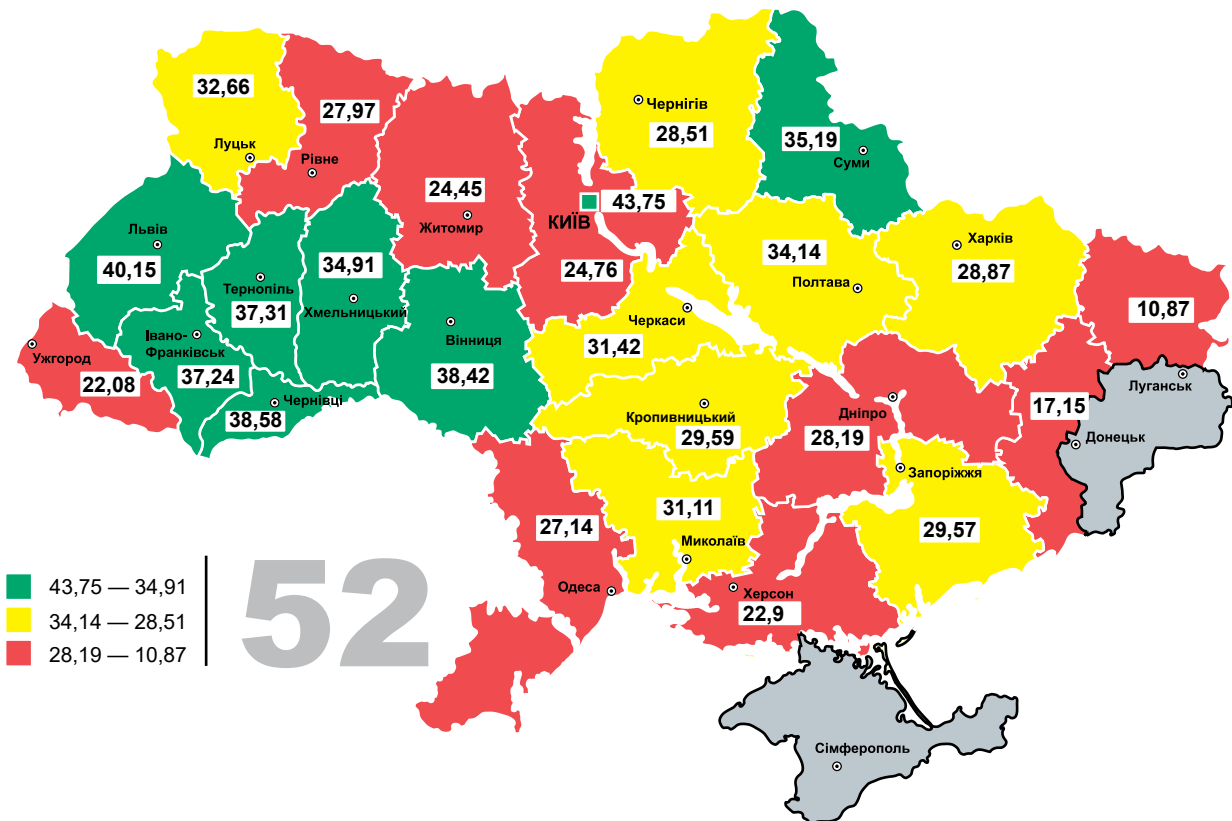 32,66
Луцьк
27,97
Рівне
24,45
Житомир
Чернігів
28,51
35,19
Суми
КИЇВ
43,75
24,76
Львів
40,15
Тернопіль
37,31
34,91
Хмельницький
Івано-
Франківськ
37,24
Ужгород
22,08
Чернівці
38,58
Вінниця
38,42
Черкаси
31,42
34,14
Полтава
Харків
28,87
10,87
Луганськ
17,15
Донецьк
Дніпро
28,19
Кропивницький
29,59
Запоріжжя
29,57
31,11
Миколаїв
27,14
Одеса
Херсон
22,9
Сімферополь
43,75 — 34,91
34,14 — 28,51
28,19 — 10,87
52